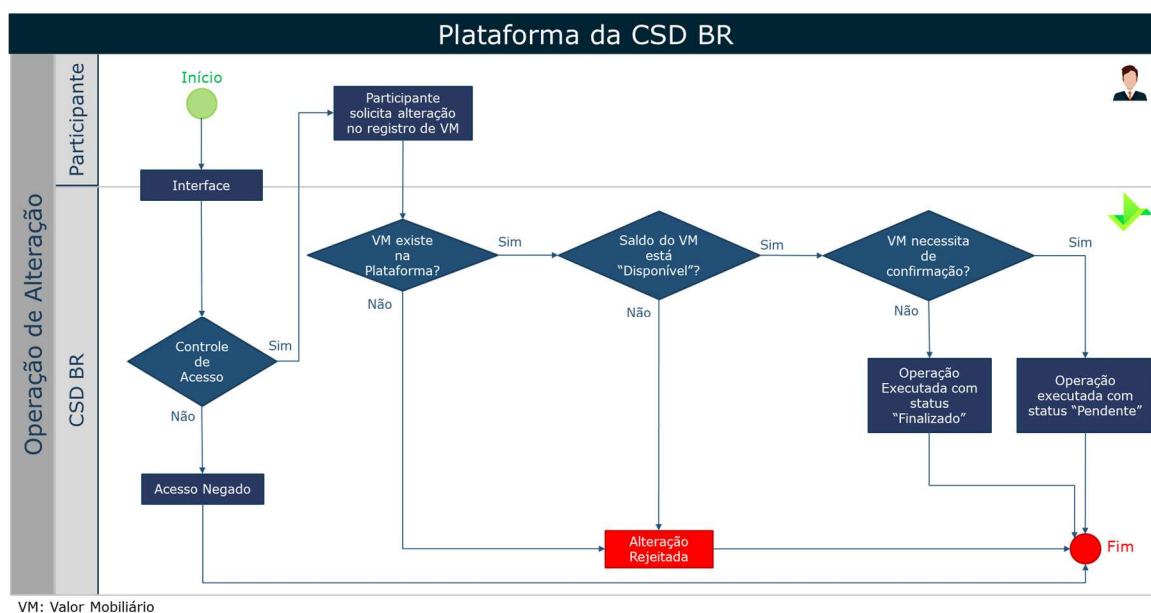 Plataforma da CSD BR
Operação de Alteração
Participante
CSD BR
Início
Participante
solicita alteração
no registro de VM
Interface
VM existe
na
Plataforma?
Sim
Não
Saldo do VM
está
“Disponível”?
Sim
Não
VM necessita
de
confirmação?
Sim
Não
Controle
de
Acesso
Sim
Não
Operação
Executada com
status
“Finalizado”
Operação
executada com
status “Pendente”
Acesso Negado
Alteração
Rejeitada
Fim
VM: Valor Mobiliário